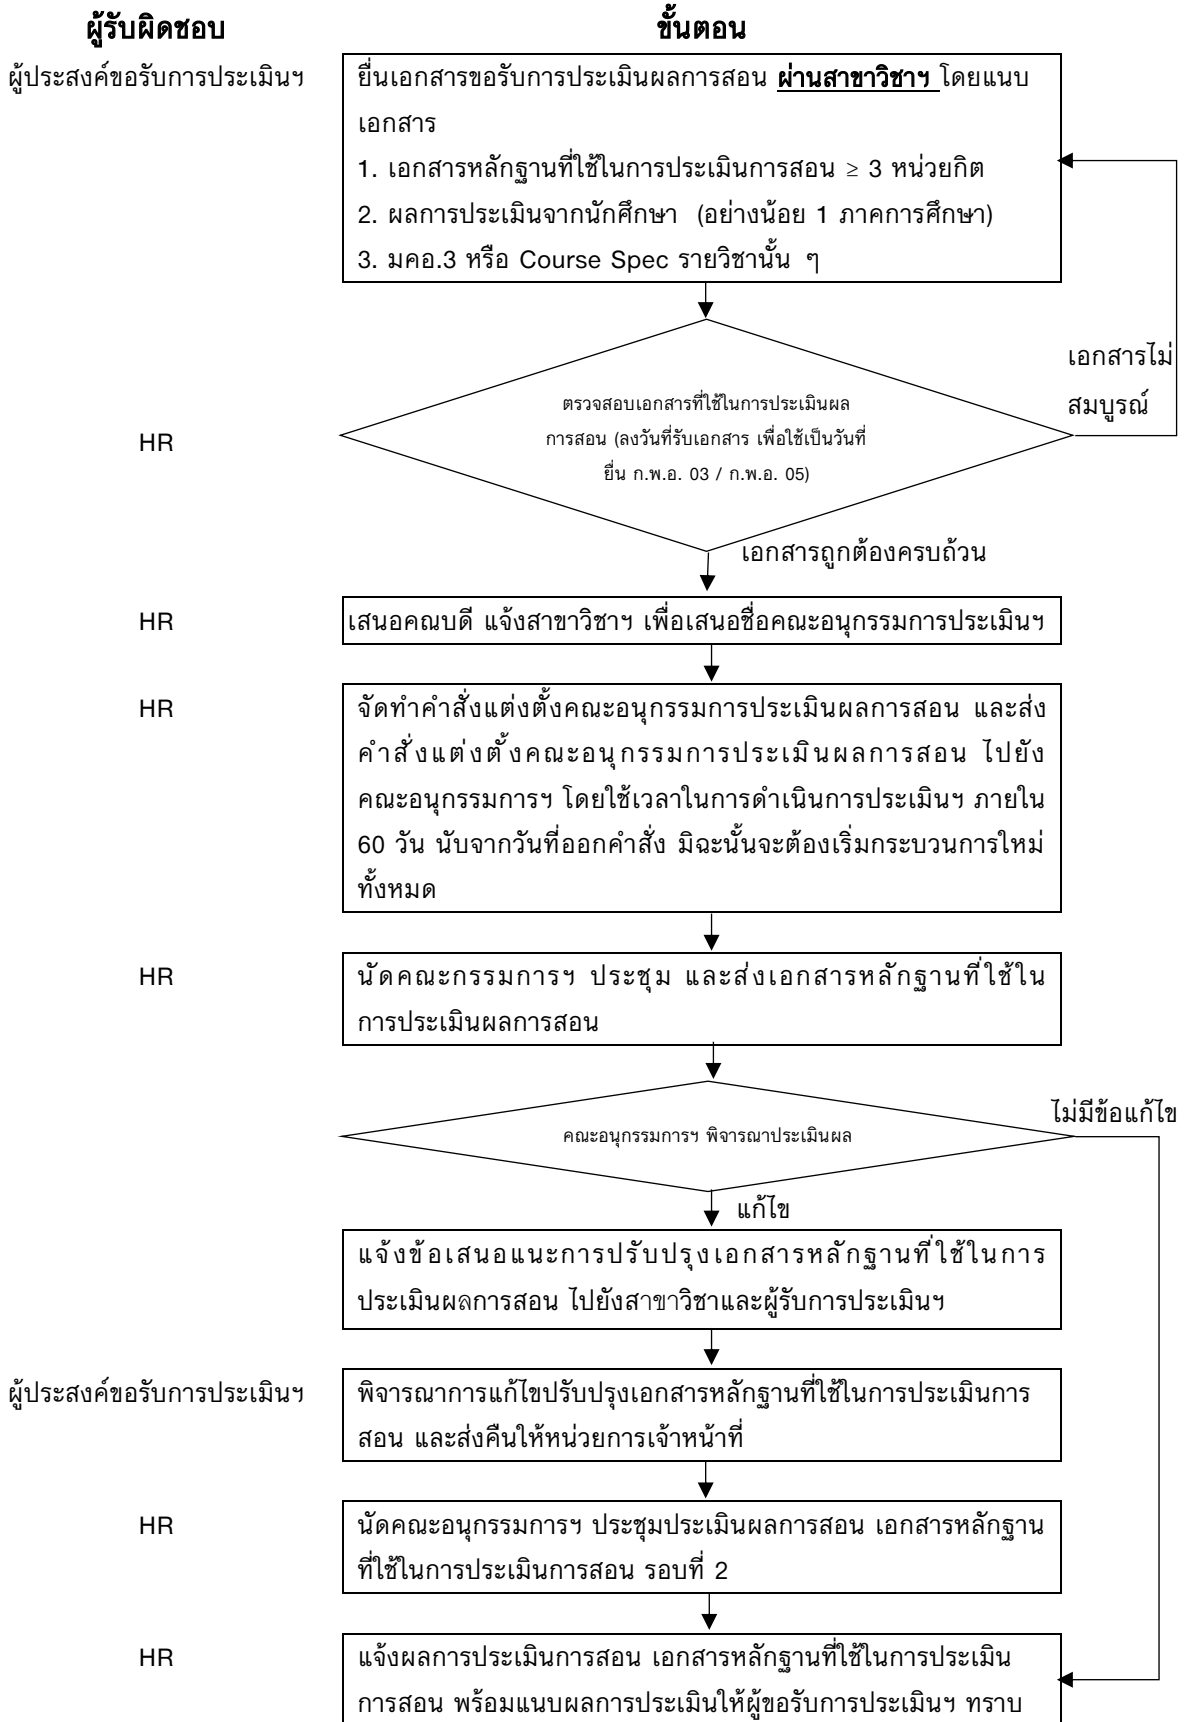 ผู้รับผิดชอบ
ขั้นตอน
ผู้ประสงค์ขอรับการประเมินฯ
ยื่นเอกสารขอรับการประเมินผลการสอน ผ่านสาขาวิชาฯ โดยแนบ
เอกสาร
1. เอกสารหลักฐานที่ใช้ในการประเมินการสอน ≥ 3 หน่วยกิต
2. ผลการประเมินจากนักศึกษา (อย่างน้อย 1 ภาคการศึกษา)
3. มคอ.3 หรือ Course Spec รายวิชานั้น ๆ
เอกสารไม่
สมบูรณ์
HR
ตรวจสอบเอกสารที่ใช้ในการประเมินผล
การสอน (ลงวันที่รับเอกสาร เพื่อใช้เป็นวันที่
ยื่น ก.พ.อ. 03 / ก.พ.อ. 05)
เอกสารถูกต้องครบถ้วน
HR
เสนอคณบดี แจ้งสาขาวิชาฯ เพื่อเสนอชื่อคณะอนุกรรมการประเมินฯ
HR
จัดทำคำสั่งแต่งตั้งคณะอนุกรรมการประเมินผลการสอน และส่ง
คำสั่งแต่งตั้งคณะอนุกรรมการประเมินผลการสอน ไปยัง
คณะอนุกรรมการฯ โดยใช้เวลาในการดำเนินการประเมินฯ ภายใน
60 วัน นับจากวันที่ออกคำสั่ง มิฉะนั้นจะต้องเริ่มกระบวนการใหม่
ทั้งหมด
HR
นัดคณะกรรมการฯ ประชุม และส่งเอกสารหลักฐานที่ใช้ใน
การประเมินผลการสอน
ไม่มีข้อแก้ไข
คณะอนุกรรมการฯ พิจารณาประเมินผล
แก้ไข
แจ้งข้อเสนอแนะการปรับปรุงเอกสารหลักฐานที่ใช้ในการ
ประเมินผลการสอน ไปยังสาขาวิชาและผู้รับการประเมินฯ
ผู้ประสงค์ขอรับการประเมินฯ
พิจารณาการแก้ไขปรับปรุงเอกสารหลักฐานที่ใช้ในการประเมินการ
สอน และส่งคืนให้หน่วยการเจ้าหน้าที่
HR
นัดคณะอนุกรรมการฯ ประชุมประเมินผลการสอน เอกสารหลักฐาน
ที่ใช้ในการประเมินการสอน รอบที่ 2
HR
แจ้งผลการประเมินการสอน เอกสารหลักฐานที่ใช้ในการประเมิน
การสอน พร้อมแนบผลการประเมินให้ผู้ขอรับการประเมินฯ ทราบ